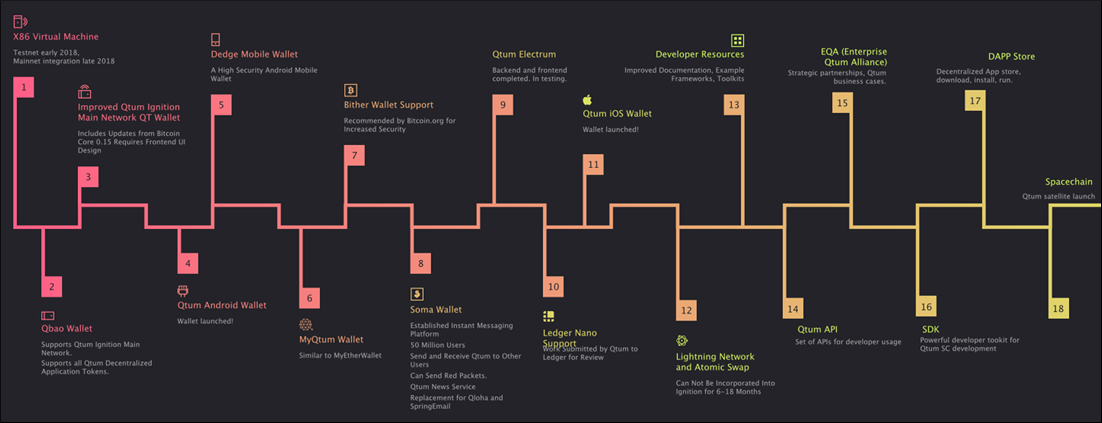 X86 Virtual Machine
Testnet early 2018,
Mainnet integration late 2018
1
2
Qbao Wallet
Supports Qtum Ignition Main
Network.
Supports all Qtum Decentralized
Application Tokens.
Improved Qtum Ignition
Main Network QT Wallet
Includes Updates from Bitcoin
Core 0.15 Requires Frontend UI
Design
3
4
Qtum Android Wallet
Wallet launched!
Dedge Mobile Wallet
A High Security Android Mobile
Wallet
5
6
MyQtum Wallet
Similar to MyEtherWallet
Bither Wallet Support
Recommended by Bitcoin.org for
Increased Security
7
8
Soma Wallet
Established Instant Messaging
Platform
50 Million Users
Send and Receive Qtum to Other
Users
Can Send Red Packets.
Qtum News Service
Replacement for Qloha and
SpringEmail
Qtum Electrum
Backend and frontend
completed. In testing.
9
10
Ledger Nano
Support
Work Submitted by Qtum to
Ledger for Review
Qtum iOS Wallet
Wallet launched!
11
12
Lightning Network
and Atomic Swap
Can Not Be Incorporated Into
Ignition for 6-18 Months
Developer Resources
Improved Documentation, Example
Frameworks, Toolkits
13
14
Qtum API
Set of APIs for developer usage
EQA (Enterprise
Qtum Alliance)
Strategic partnerships, Qtum
business cases.
15
16
SDK
Powerful developer tookit for
Qtum SC development
DAPP Store
Decentralized App store,
download, install, run.
17
Spacechain
Qtum satellite launch
18